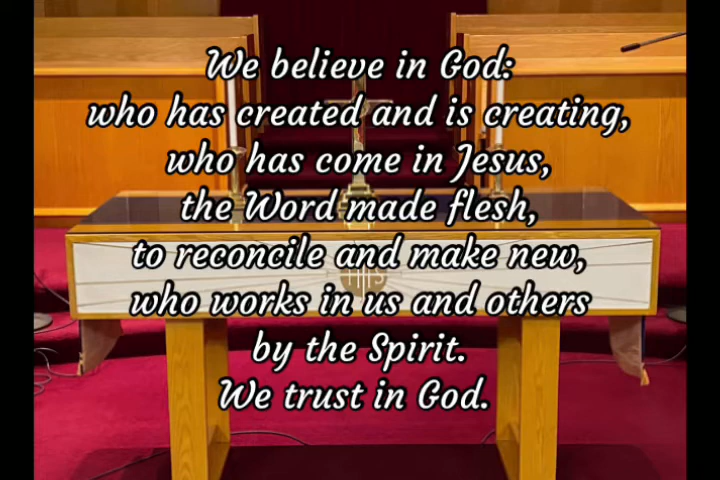 We believe in God:
who has created and is creating,
who has come in Jesus,
the Word made flesh,
to reconcile and make new,
who works in us and others
by the Spirit.
We trust in God.
IHS